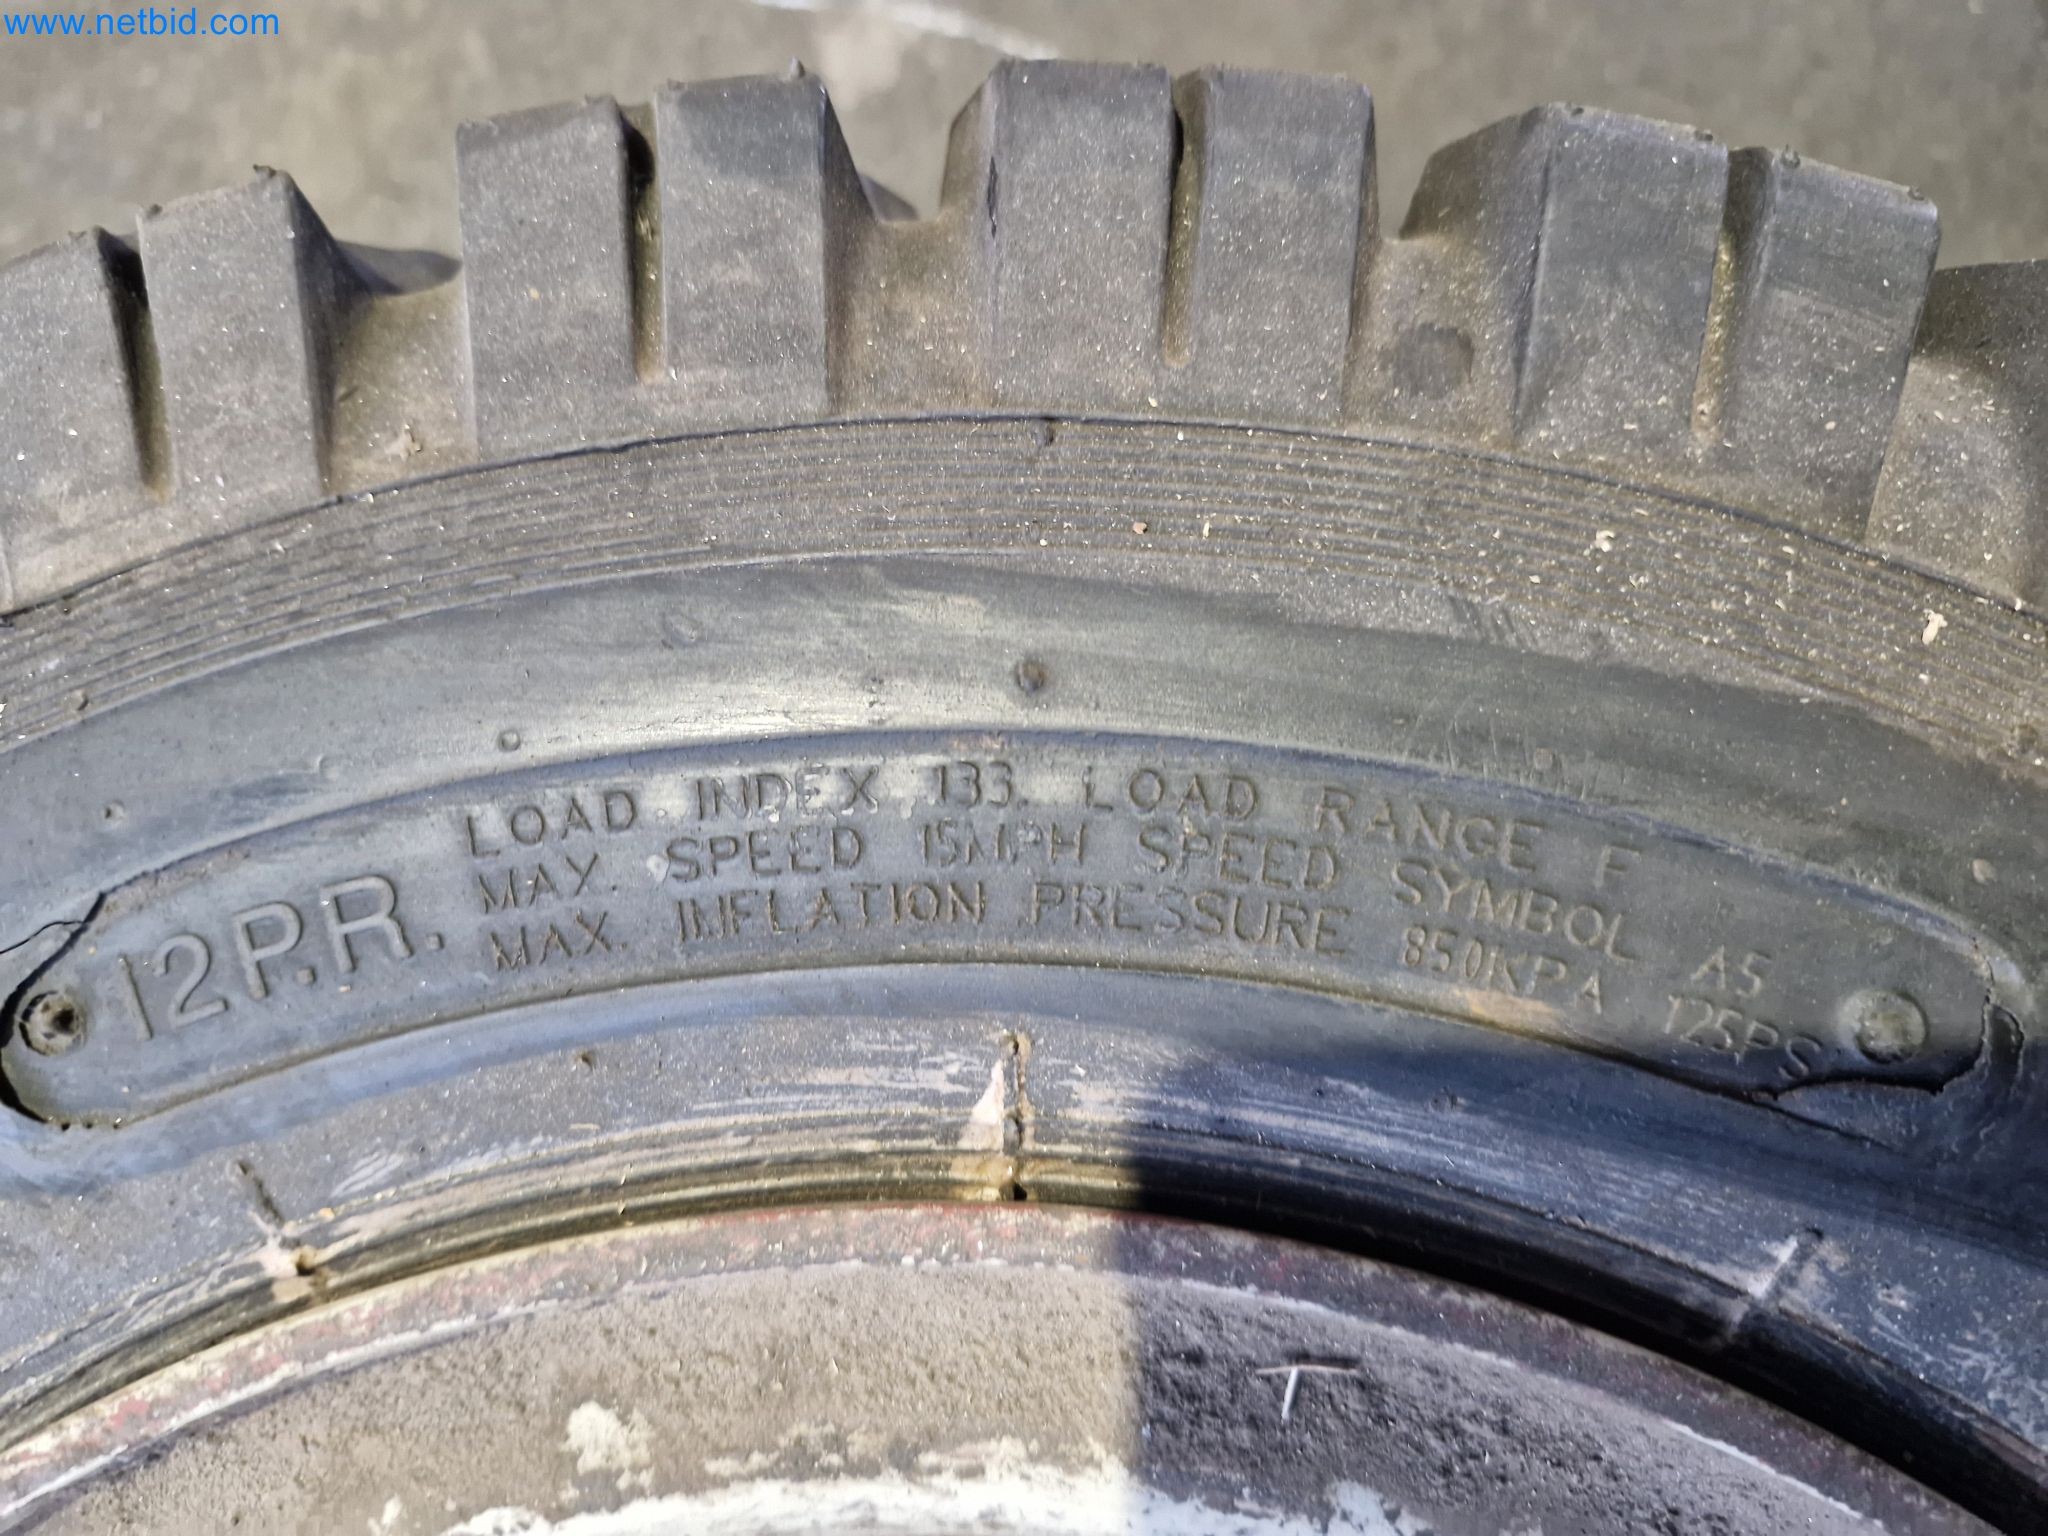 www.netbid.com
12P.R.
LOAD INDEX 133. LOAD RANGE F
MAX. SPEED 15MPH SPEED SYMBOL A5
MAX. INFLATION PRESSURE 850KPA 125PS